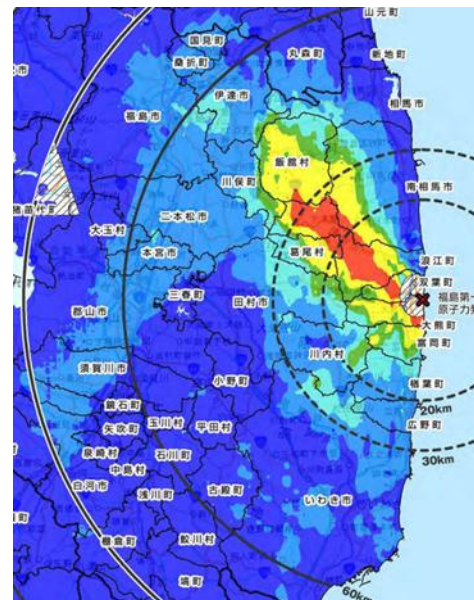 山元町
国見町
丸森町
桑折町
新地町
伊達市
相馬市
福島市
飯舘村
川俣町
南相馬市
猪苗代町
二本松市
大玉村
葛尾村
浪江町
本宮市
双葉町
三春町
田村市
福島第一
原子力発
郡山市
大熊町
富岡町
川内村
須賀川市
小野町
楢葉町
20km
鏡石町
玉川村
平田村
広野町
矢吹町
30km
泉崎村
石川町
中島村
白河市
浅川町
古殿町
いわき市
棚倉町
鮫川村
塙町
60km